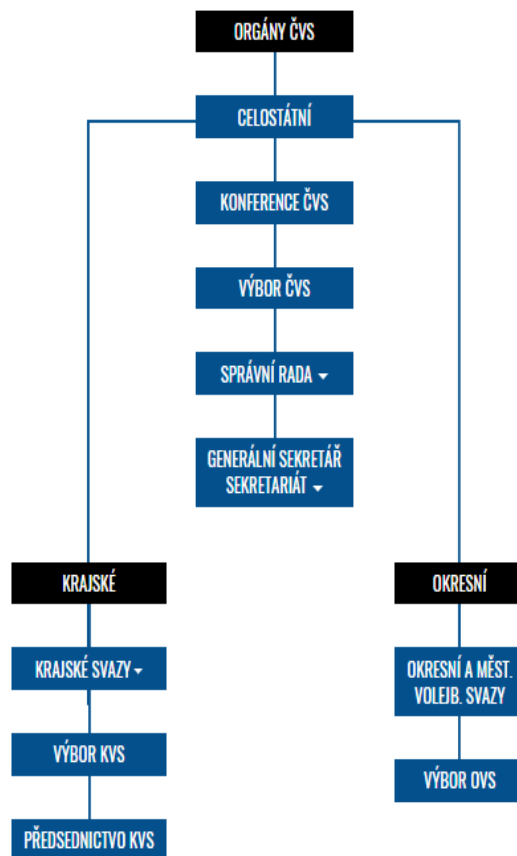 ORGÁNY ČVS
CELOSTÁTNÍ
KONFERENCE ČVS
VÝBOR ČVS
SPRÁVNÍ RADA
GENERÁLNÍ SEKRETÁŘ
SEKRETARIÁT
KRAJSKÉ
KRAJSKÉ SVAZY
VÝBOR KVS
PŘEDSEDNICTVO KVS
OKRESNÍ
OKRESNÍ A MĚST.
VOLEJB. SVAZY
VÝBOR OVS